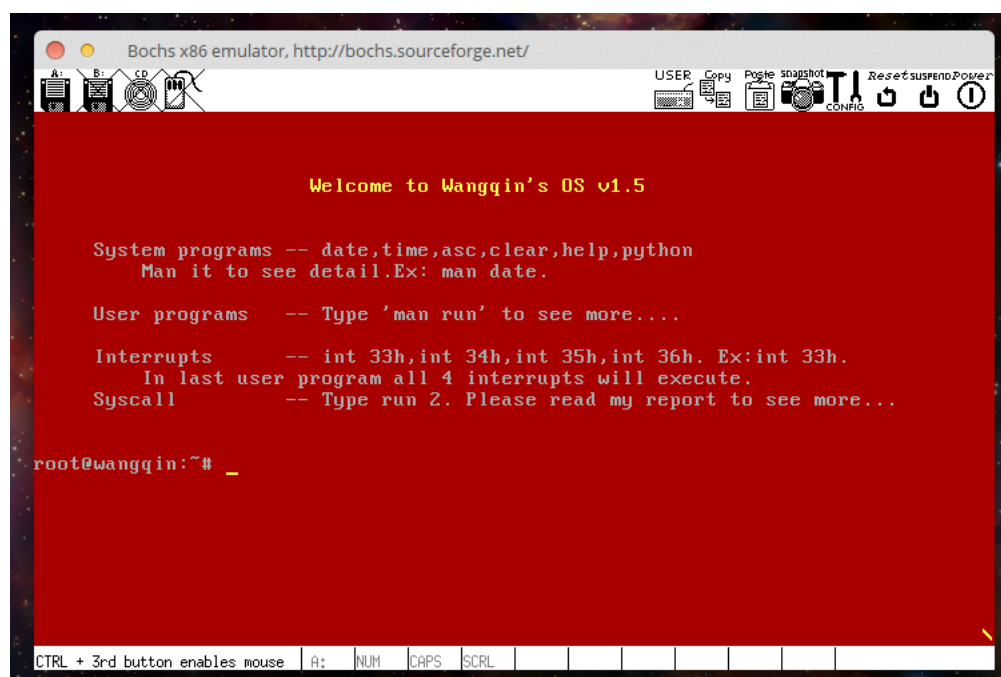 Bochs x86 emulator, http://bochs.sourceforge.net/
A: B: CD USER Copy Poste snapshot CONFIG Reset SUSPEND Power
Welcome to Wangqin's OS v1.5
System programs -- date,time,asc,clear,help,python
Man it to see detail.Ex: man date.
User programs -- Type 'man run' to see more....
Interrupts -- int 33h,int 34h,int 35h,int 36h. Ex:int 33h.
In last user program all 4 interrupts will execute.
Syscall -- Type run 2. Please read my report to see more...
root@wangqin:~# _
CTRL + 3rd button enables mouse A: NUM CAPS SCRL